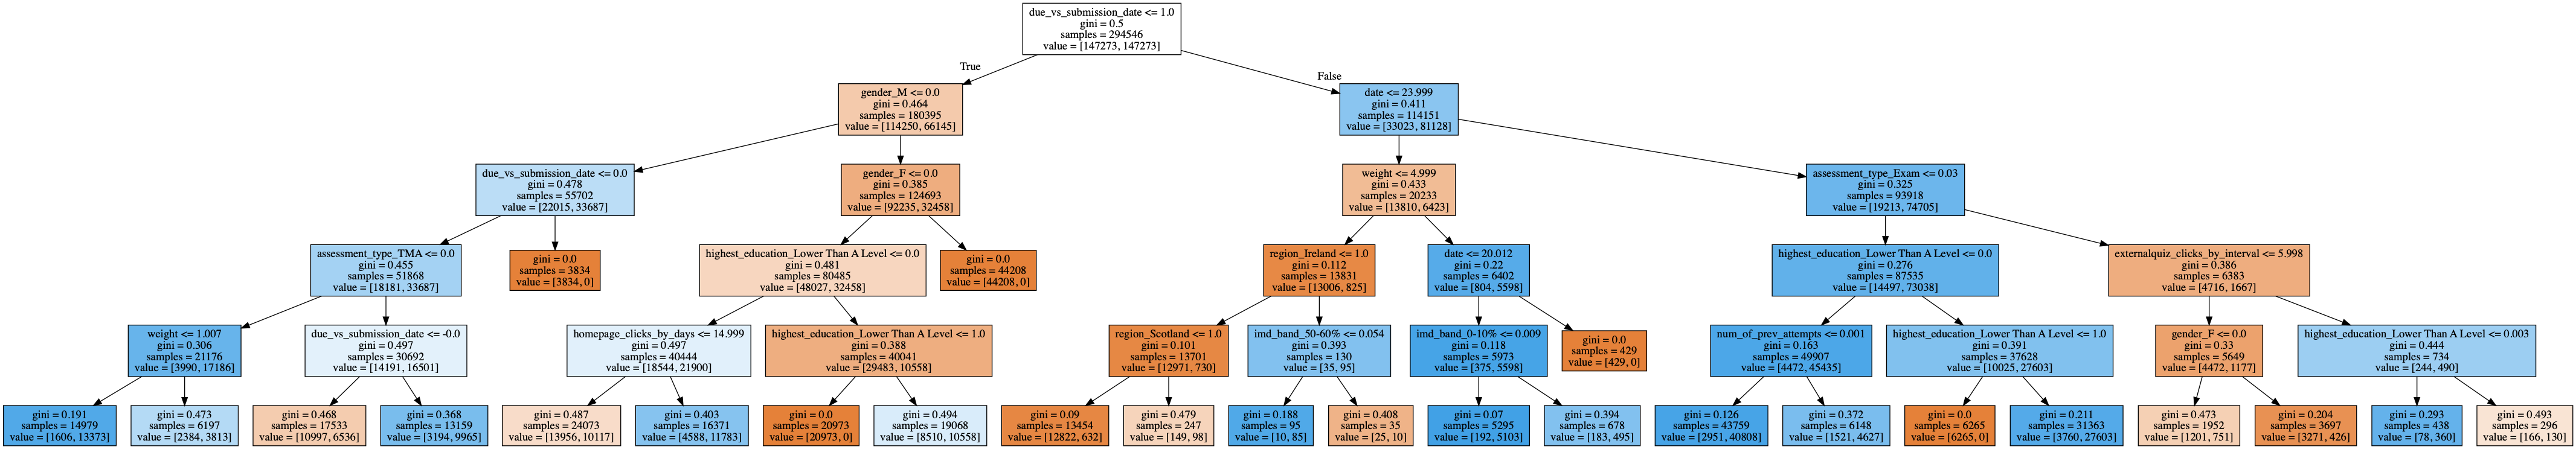 due_vs_submission_date <= 1.0
gini = 0.5
samples = 294546
value = [147273, 147273]
True
False
gender_M <= 0.0
gini = 0.464
samples = 180395
value = [114250, 66145]
date <= 23.999
gini = 0.411
samples = 114151
value = [33023, 81128]
due_vs_submission_date <= 0.0
gini = 0.478
samples = 55702
value = [22015, 33687]
gender_F <= 0.0
gini = 0.385
samples = 124693
value = [92235, 32458]
weight <= 4.999
gini = 0.433
samples = 20233
value = [13810, 6423]
assessment_type_Exam <= 0.03
gini = 0.325
samples = 93918
value = [19213, 74705]
assessment_type_TMA <= 0.0
gini = 0.455
samples = 51868
value = [18181, 33687]
gini = 0.0
samples = 3834
value = [3834, 0]
highest_education_Lower Than A Level <= 0.0
gini = 0.481
samples = 80485
value = [48027, 32458]
gini = 0.0
samples = 44208
value = [44208, 0]
region_Ireland <= 1.0
gini = 0.112
samples = 13831
value = [13006, 825]
date <= 20.012
gini = 0.22
samples = 6402
value = [804, 5598]
highest_education_Lower Than A Level <= 0.0
gini = 0.276
samples = 87535
value = [14497, 73038]
externalquiz_clicks_by_interval <= 5.998
gini = 0.386
samples = 6383
value = [4716, 1667]
weight <= 1.007
gini = 0.306
samples = 21176
value = [3990, 17186]
due_vs_submission_date <= -0.0
gini = 0.497
samples = 30692
value = [14191, 16501]
homepage_clicks_by_days <= 14.999
gini = 0.497
samples = 40444
value = [18544, 21900]
highest_education_Lower Than A Level <= 1.0
gini = 0.388
samples = 40041
value = [29483, 10558]
region_Scotland <= 1.0
gini = 0.101
samples = 13701
value = [12971, 730]
imd_band_50-60% <= 0.054
gini = 0.393
samples = 130
value = [35, 95]
imd_band_0-10% <= 0.009
gini = 0.118
samples = 5973
value = [375, 5598]
gini = 0.0
samples = 429
value = [429, 0]
num_of_prev_attempts <= 0.001
gini = 0.163
samples = 49907
value = [4472, 45435]
highest_education_Lower Than A Level <= 1.0
gini = 0.391
samples = 37628
value = [10025, 27603]
gender_F <= 0.0
gini = 0.33
samples = 5649
value = [4472, 1177]
highest_education_Lower Than A Level <= 0.003
gini = 0.444
samples = 734
value = [244, 490]
gini = 0.191
samples = 14979
value = [1606, 13373]
gini = 0.473
samples = 6197
value = [2384, 3813]
gini = 0.468
samples = 17533
value = [10997, 6536]
gini = 0.368
samples = 13159
value = [3194, 9965]
gini = 0.487
samples = 24073
value = [13956, 10117]
gini = 0.403
samples = 16371
value = [4588, 11783]
gini = 0.0
samples = 20973
value = [20973, 0]
gini = 0.494
samples = 19068
value = [8510, 10558]
gini = 0.09
samples = 13454
value = [12822, 632]
gini = 0.479
samples = 247
value = [149, 98]
gini = 0.188
samples = 95
value = [10, 85]
gini = 0.408
samples = 35
value = [25, 10]
gini = 0.07
samples = 5295
value = [192, 5103]
gini = 0.394
samples = 678
value = [183, 495]
gini = 0.126
samples = 43759
value = [2951, 40808]
gini = 0.372
samples = 6148
value = [1521, 4627]
gini = 0.0
samples = 6265
value = [6265, 0]
gini = 0.211
samples = 31363
value = [3760, 27603]
gini = 0.473
samples = 1952
value = [1201, 751]
gini = 0.204
samples = 3697
value = [3271, 426]
gini = 0.293
samples = 438
value = [78, 360]
gini = 0.493
samples = 296
value = [166, 130]